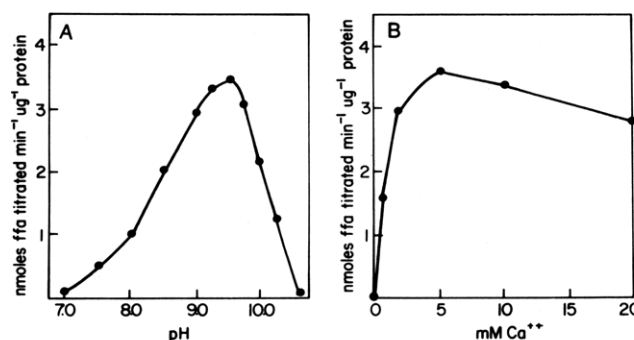 A
nmoles ffa titrated min⁻¹ ug⁻¹ protein
4
3
2
1
7.0 8.0 9.0 10.0
pH
B
nmoles ffa titrated min⁻¹ ug⁻¹ protein
4
3
2
1
0 5 10 15 20
mM Ca⁺⁺